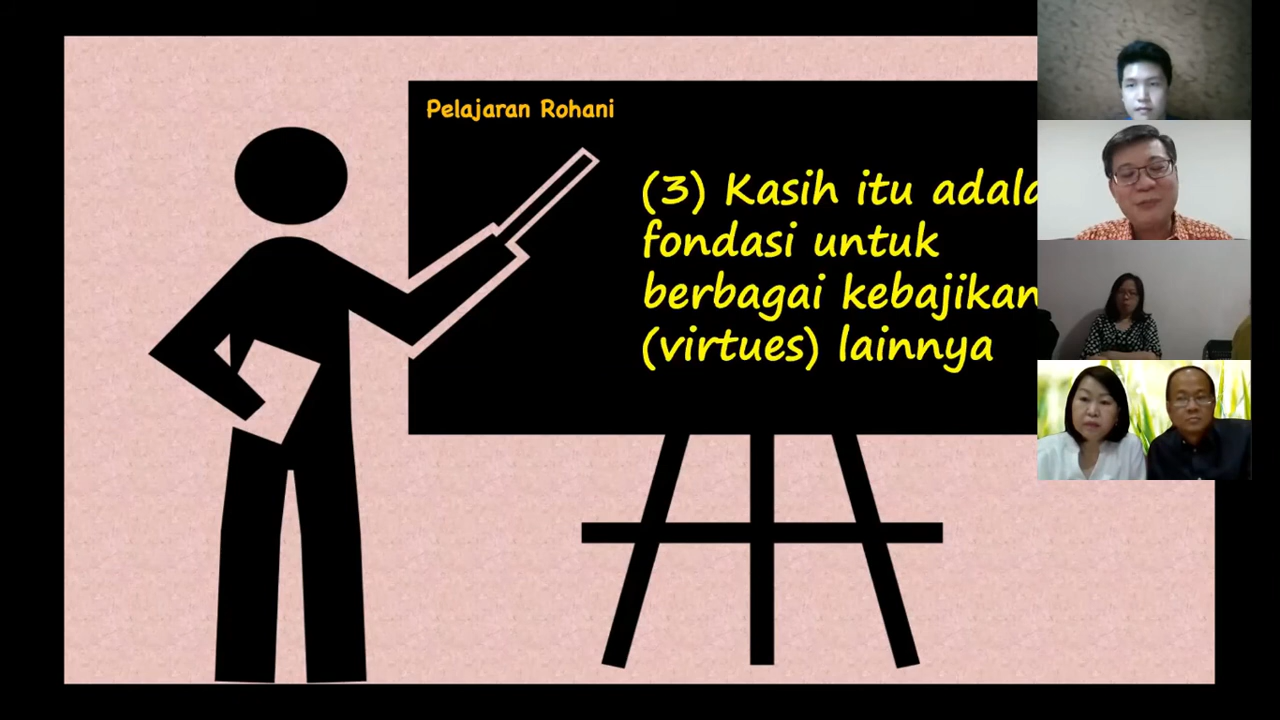 Pelajaran Rohani
(3) Kasih itu adala
fondasi untuk
berbagai kebajikan
(virtues) lainnya